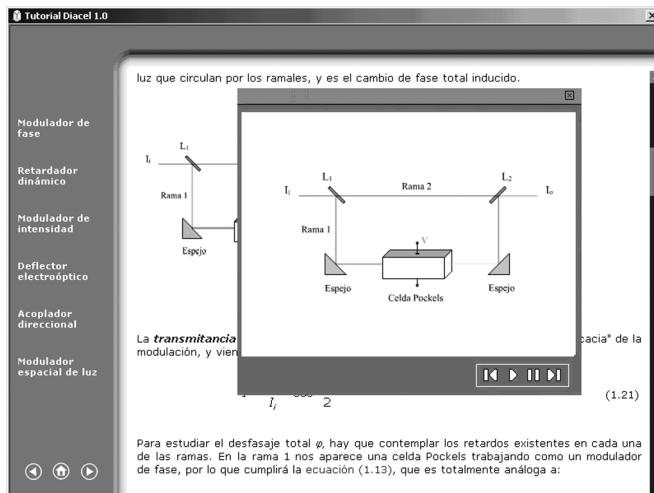 Tutorial Diacel 1.0
luz que circulan por los ramales, y es el cambio de fase total inducido.
Modulador de
fase
Retardador
dinámico
Modulador de
intensidad
Deflector
electroóptico
Acoplador
direccional
Modulador
espacial de luz
L₁
Iᵢ
Rama 1
Espejo
L₁
L₂
Iᵢ
Rama 2
Iₒ
Rama 1
V
Espejo
Celda Pockels
Espejo
La transmitancia
cacia" de la
modulación, y vien
Iᵢ
2
(1.21)
Para estudiar el desfasaje total φ, hay que contemplar los retardos existentes en cada una
de las ramas. En la rama 1 nos aparece una celda Pockels trabajando como un modulador
de fase, por lo que cumplirá la ecuación (1.13), que es totalmente análoga a: